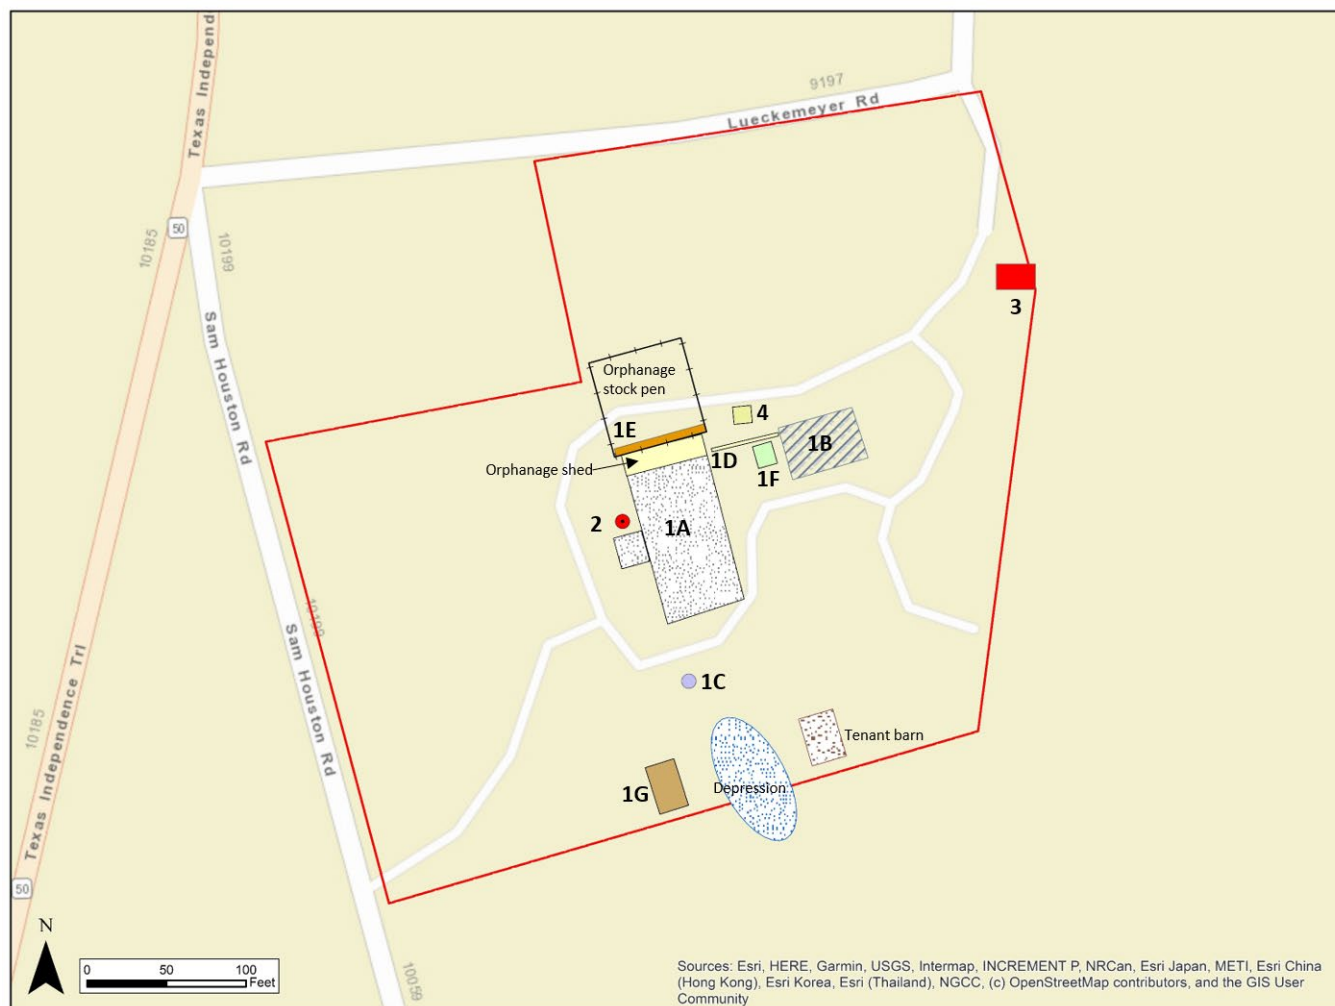 Texas Independ
9197
Lueckemeyer Rd
50
10185
10199
Sam Houston Rd
3
Orphanage
stock pen
4
1E
1B
1D
Orphanage shed
1F
2
1A
10199
Sam Houston Rd
Texas Independence Trl
1C
10185
Tenant barn
Depression
1G
50
N
0 50 100
Feet
10059
Sources: Esri, HERE, Garmin, USGS, Intermap, INCREMENT P, NRCan, Esri Japan, METI, Esri China
(Hong Kong), Esri Korea, Esri (Thailand), NGCC, (c) OpenStreetMap contributors, and the GIS User
Community